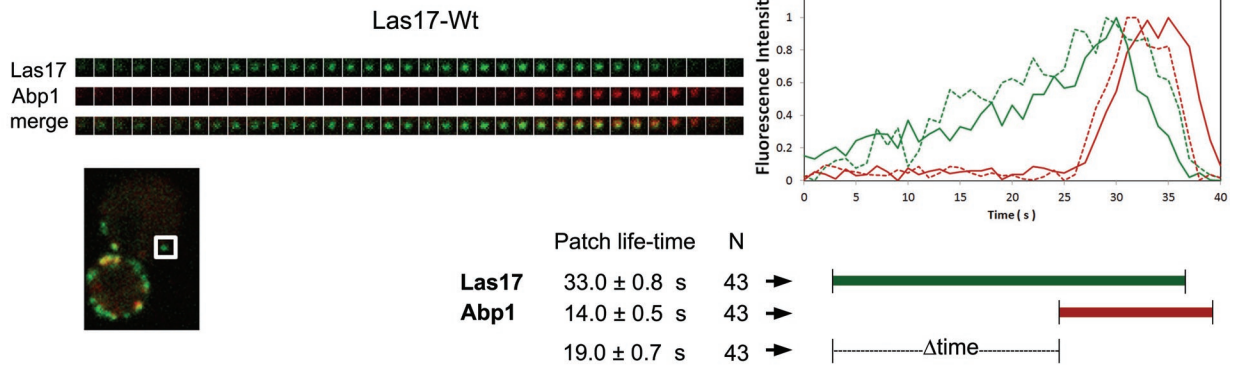 Las17-Wt
Las17
Abp1
merge
Fluorescence Intensi
1
0.8
0.6
0.4
0.2
0
0 5 10 15 20 25 30 35 40
Time ( s )
Patch life-time N
Las17 33.0 ± 0.8 s 43
Abp1 14.0 ± 0.5 s 43
19.0 ± 0.7 s 43 Δtime